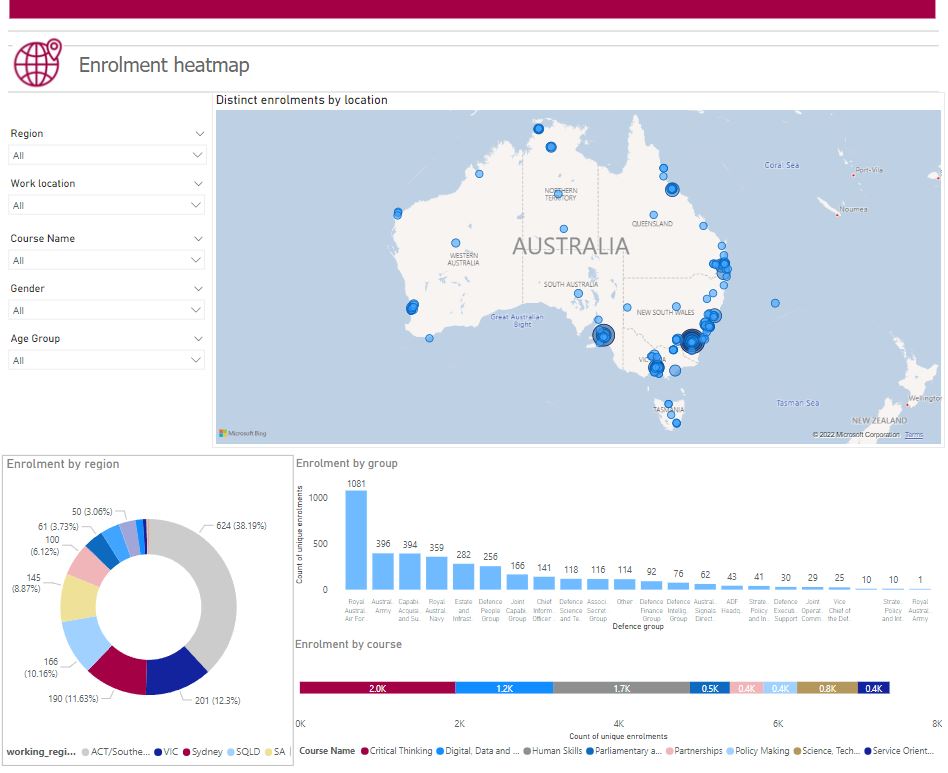 Enrolment heatmap
Distinct enrolments by location
Region
All
Work location
All
Course Name
All
Gender
All
Age Group
All
Coral Sea
Port-Vila
Noumea
NORTHERN
TERRITORY
QUEENSLAND
AUSTRALIA
WESTERN
AUSTRALIA
SOUTH AUSTRALIA
Great Australian
Bight
NEW SOUTH WALES
VIC
TASMANIA
Tasman Sea
Wellington
NEW ZEALAND
Microsoft Bing
© 2022 Microsoft Corporation Terms
Enrolment by region
50 (3.06%)
61 (3.73%)
100
(6.12%)
145
(8.87%)
166
(10.16%)
190 (11.63%)
201 (12.3%)
624 (38.19%)
working_regi... ACT/Southe... VIC Sydney SQLD SA
Enrolment by group
Count of unique enrolments
1000
500
0
1081 396 394 359 282 256 166 141 118 116 114 92 76 62 43 41 30 29 25 10 10 1
Royal Austral. Capabi. Royal Estate Defence Joint Chief Defence Associ. Other Defence Defence Austral.. ADF Strate. Defence Joint Vice Strate. Royal
Austral. Army Acquisi. Austral. and People Capabi. Inform. Science Secret Finance Intellig. Signals Headq.. Policy Execut. Operat. Chief of Policy Austral.
Air For and Su.. Navy Infrast. Group Group Officer .. and Te.. Group Group Group Direct.. and In.. Support Comm the Def.. and Int Army
Defence group
Enrolment by course
2.0K 1.2K 1.7K 0.5K 0.4K 0.4K 0.8K 0.4K
0K 2K 4K 6K 8K
Count of unique enrolments
Course Name Critical Thinking Digital, Data and ... Human Skills Parliamentary a... Partnerships Policy Making Science, Tech... Service Orient...